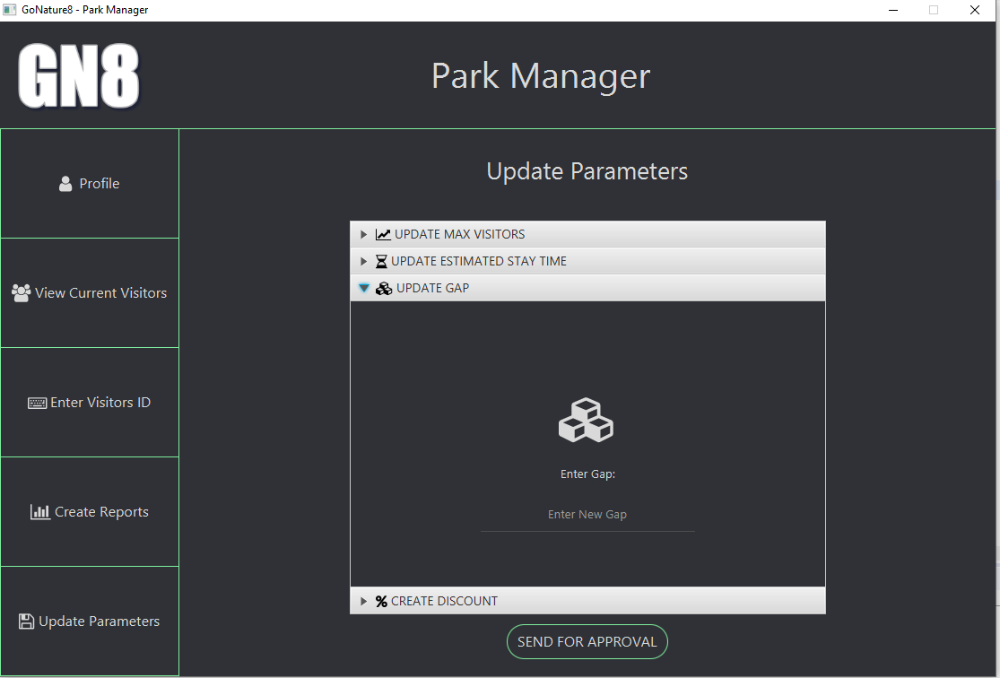 GoNature8 - Park Manager
GN8
Park Manager
Profile
View Current Visitors
Enter Visitors ID
Create Reports
Update Parameters
Update Parameters
UPDATE MAX VISITORS
UPDATE ESTIMATED STAY TIME
UPDATE GAP
Enter Gap:
Enter New Gap
% CREATE DISCOUNT
SEND FOR APPROVAL